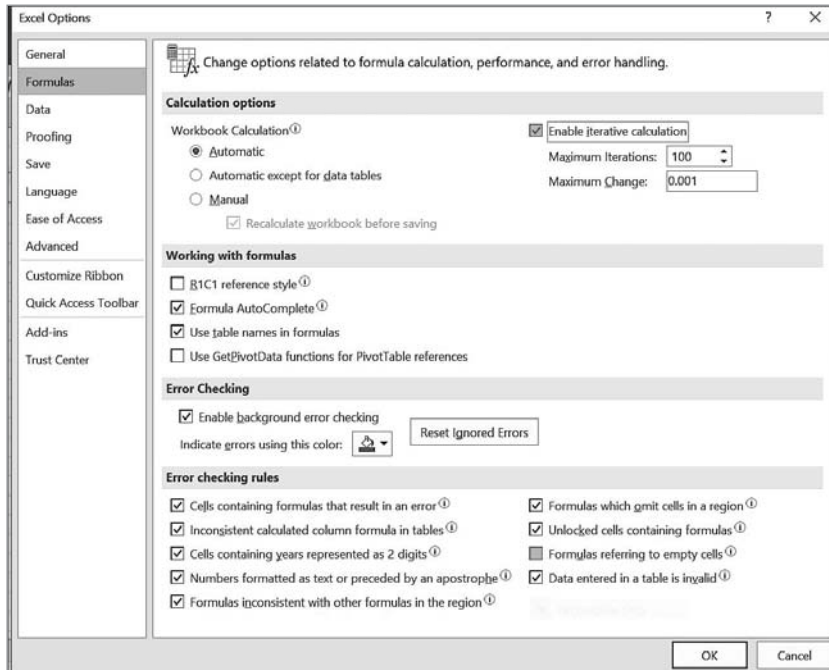 Excel Options
? X
General
Formulas
Data
Proofing
Save
Language
Ease of Access
Advanced
Customize Ribbon
Quick Access Toolbar
Add-ins
Trust Center
fx Change options related to formula calculation, performance, and error handling.
Calculation options
Workbook Calculation
Automatic
Automatic except for data tables
Manual
Recalculate workbook before saving
Enable iterative calculation
Maximum Iterations: 100
Maximum Change: 0.001
Working with formulas
R1C1 reference style
Formula AutoComplete
Use table names in formulas
Use GetPivotData functions for PivotTable references
Error Checking
Enable background error checking
Indicate errors using this color:
Reset Ignored Errors
Error checking rules
Cells containing formulas that result in an error
Inconsistent calculated column formula in tables
Cells containing years represented as 2 digits
Numbers formatted as text or preceded by an apostrophe
Formulas inconsistent with other formulas in the region
Formulas which omit cells in a region
Unlocked cells containing formulas
Formulas referring to empty cells
Data entered in a table is invalid
OK
Cancel